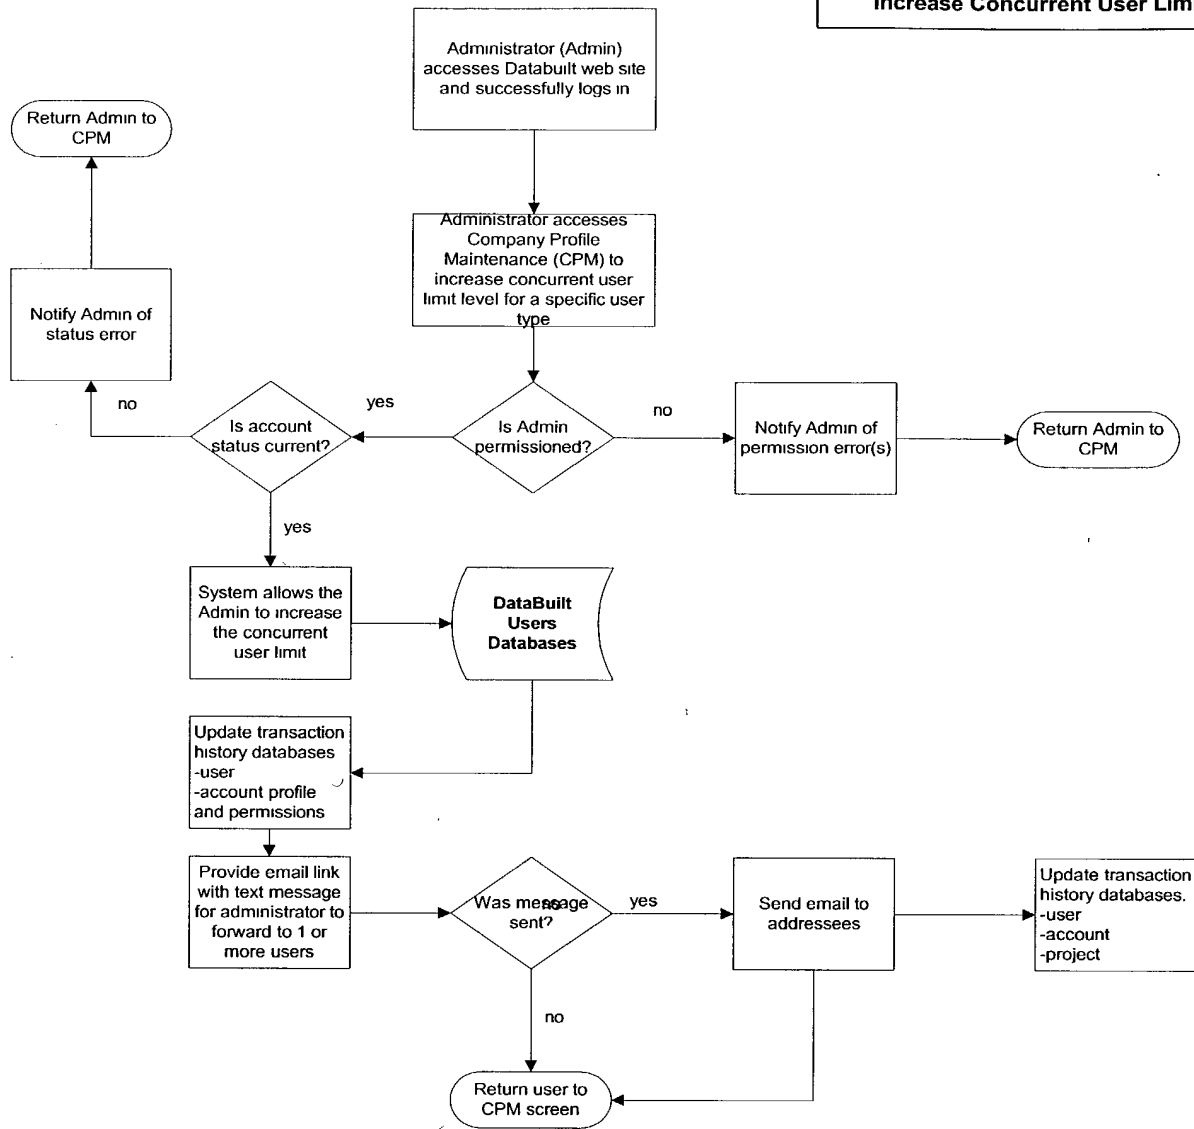 Increase Concurrent User Lim
Administrator (Admin)
accesses Databuilt web site
and successfully logs in
Return Admin to
CPM
Administrator accesses
Company Profile
Maintenance (CPM) to
increase concurrent user
limit level for a specific user
type
Notify Admin of
status error
no
Is account
status current?
yes
Is Admin
permissioned?
no
Notify Admin of
permission error(s)
Return Admin to
CPM
yes
System allows the
Admin to increase
the concurrent
user limit
DataBuilt
Users
Databases
Update transaction
history databases
-user
-account profile
and permissions
Provide email link
with text message
for administrator to
forward to 1 or
more users
Was message
sent?
no
yes
Send email to
addressees
Update transaction
history databases.
-user
-account
-project
no
Return user to
CPM screen